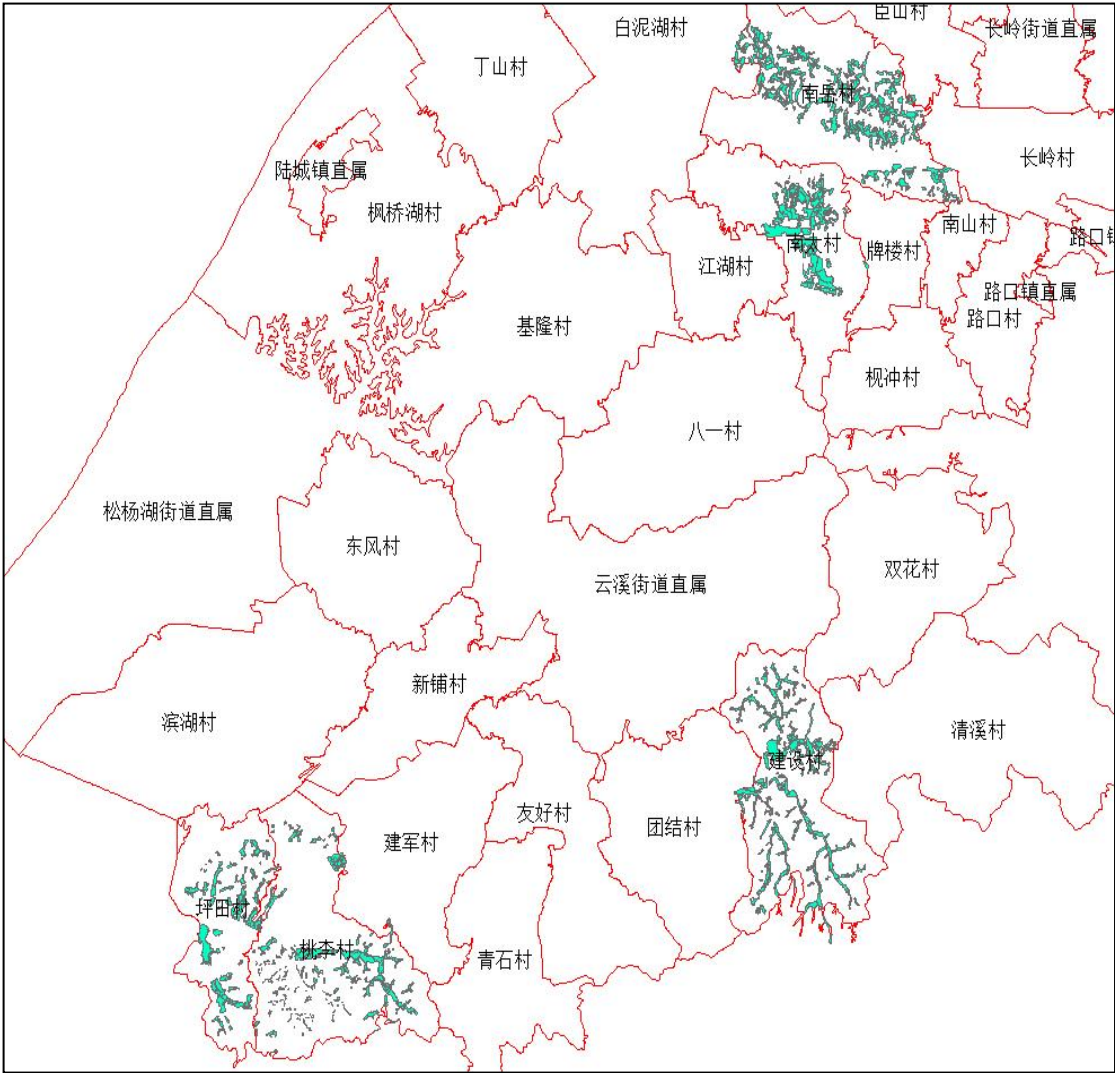 臣山村
白泥湖村
长岭街道直属
丁山村
南岳村
长岭村
陆城镇直属
枫桥湖村
南山村
路口镇
南太村
牌楼村
江湖村
路口镇直属
路口村
基隆村
枧冲村
八一村
松杨湖街道直属
东风村
双花村
云溪街道直属
新铺村
滨湖村
清溪村
建设村
友好村
团结村
建军村
坪田村
桃李村
青石村